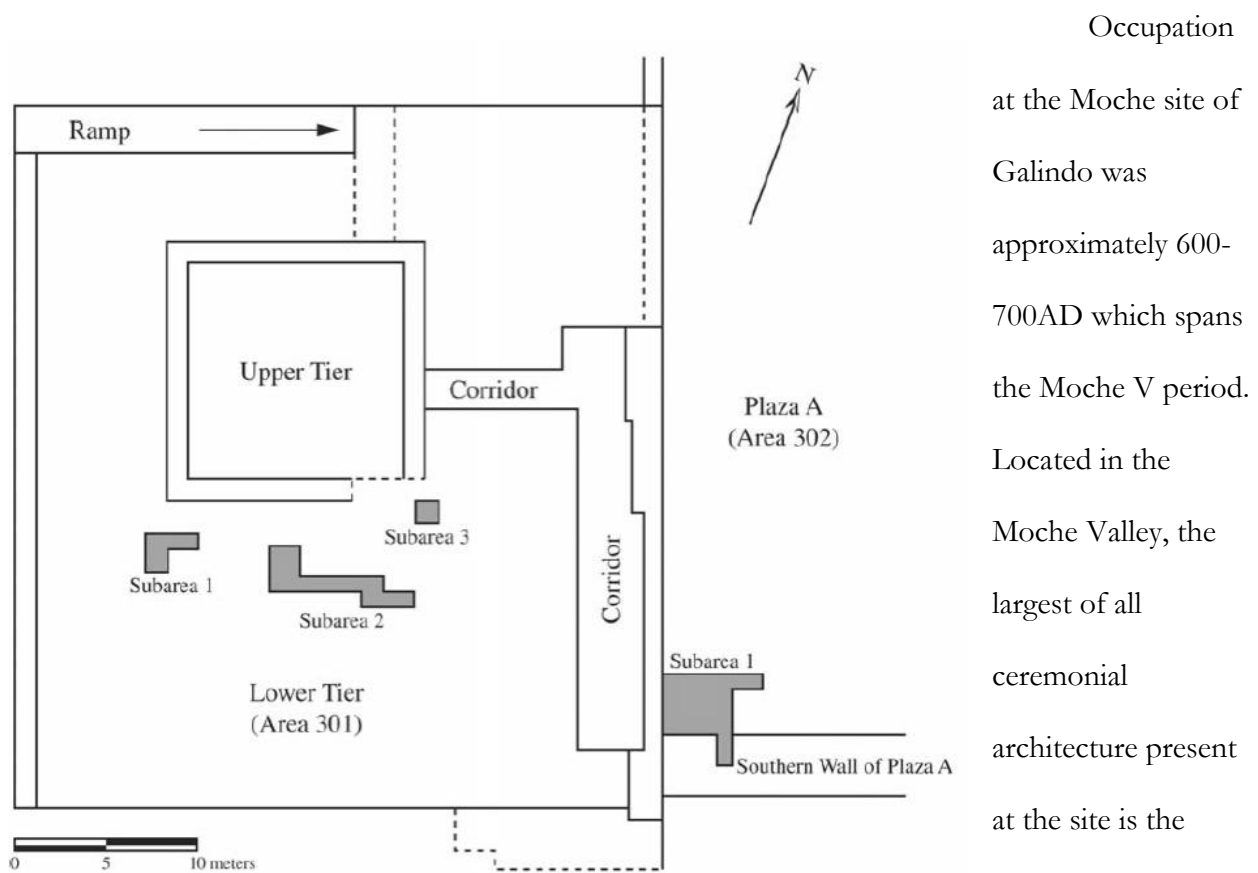 N
Ramp
Upper Tier
Corridor
Plaza A
(Area 302)
Subarea 3
Subarea 1
Subarea 2
Corridor
Subarea 1
Lower Tier
(Area 301)
Southern Wall of Plaza A
0 5 10 meters
Occupation
at the Moche site of
Galindo was
approximately 600-
700AD which spans
the Moche V period.
Located in the
Moche Valley, the
largest of all
ceremonial
architecture present
at the site is the